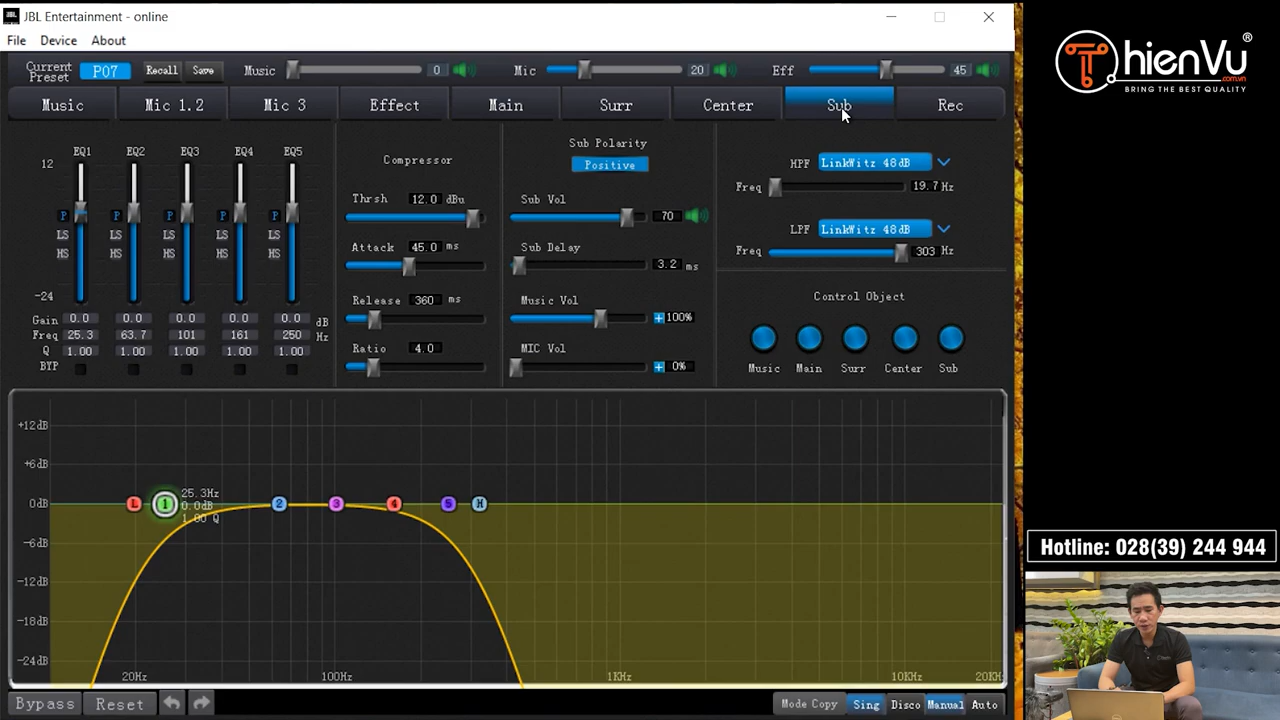 JBL Entertainment - online
File Device About
Current Preset P07 Recall Save Music 0 Mic 20 Eff 45
Music Mic 1.2 Mic 3 Effect Main Surr Center Sub Rec
EQ1 EQ2 EQ3 EQ4 EQ5
12
P P P P P
LS LS LS LS LS
HS HS HS HS HS
-24
Gain 0.0 0.0 0.0 0.0 0.0 dB
Freq 25.3 63.7 101 161 250 Hz
Q 1.00 1.00 1.00 1.00 1.00
BYP
Compressor
Thrsh 12.0 dBu
Attack 45.0 ms
Release 360 ms
Ratio 4.0
Sub Polarity
Positive
Sub Vol 70
Sub Delay 3.2 ms
Music Vol +100%
MIC Vol +0%
HPF LinkWitz 48dB
Freq 19.7 Hz
LPF LinkWitz 48dB
Freq 303 Hz
Control Object
Music Main Surr Center Sub
+12dB
+6dB
0dB
-6dB
-12dB
-18dB
-24dB
L 1 2 3 4 5 H
25.3Hz
0.0dB
1.00 Q
20Hz 100Hz 1KHz 10KHz 20KHz
Bypass Reset Mode Copy Sing Disco Manual Auto
ThienVu®
.com.vn
BRING THE BEST QUALITY
Hotline: 028(39) 244 944